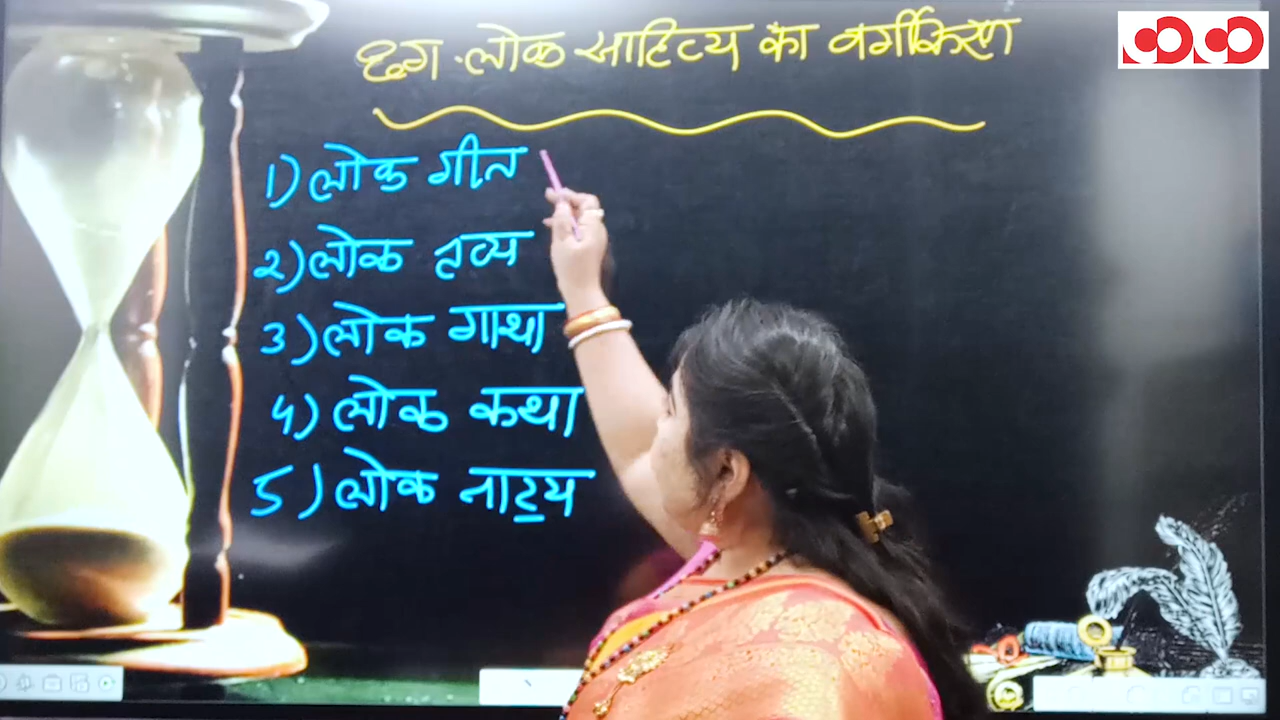 छग. लोक साहित्य का वर्गीकरण
1) लोक गीत
2) लोक नृत्य
3) लोक गाथा
4) लोक कथा
5) लोक नाट्य